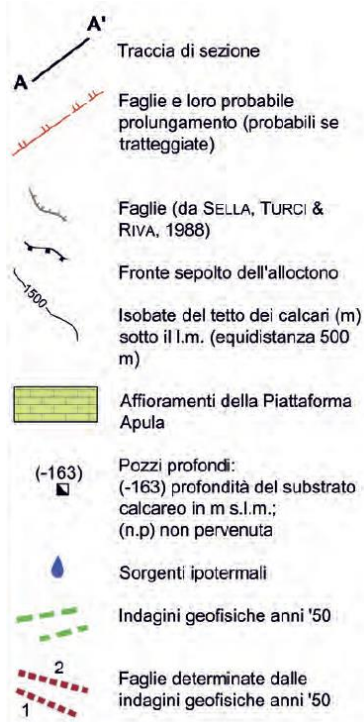 A'
A
Traccia di sezione
Faglie e loro probabile
prolungamento (probabili se
tratteggiate)
Faglie (da SELLA, TURCI &
RIVA, 1988)
Fronte sepolto dell'alloctono
1500
Isobate del tetto dei calcari (m)
sotto il l.m. (equidistanza 500
m)
Affioramenti della Piattaforma
Apula
(-163)
Pozzi profondi:
(-163) profondità del substrato
calcareo in m s.l.m.;
(n.p) non pervenuta
Sorgenti ipotermali
Indagini geofisiche anni '50
2
1
Faglie determinate dalle
indagini geofisiche anni '50